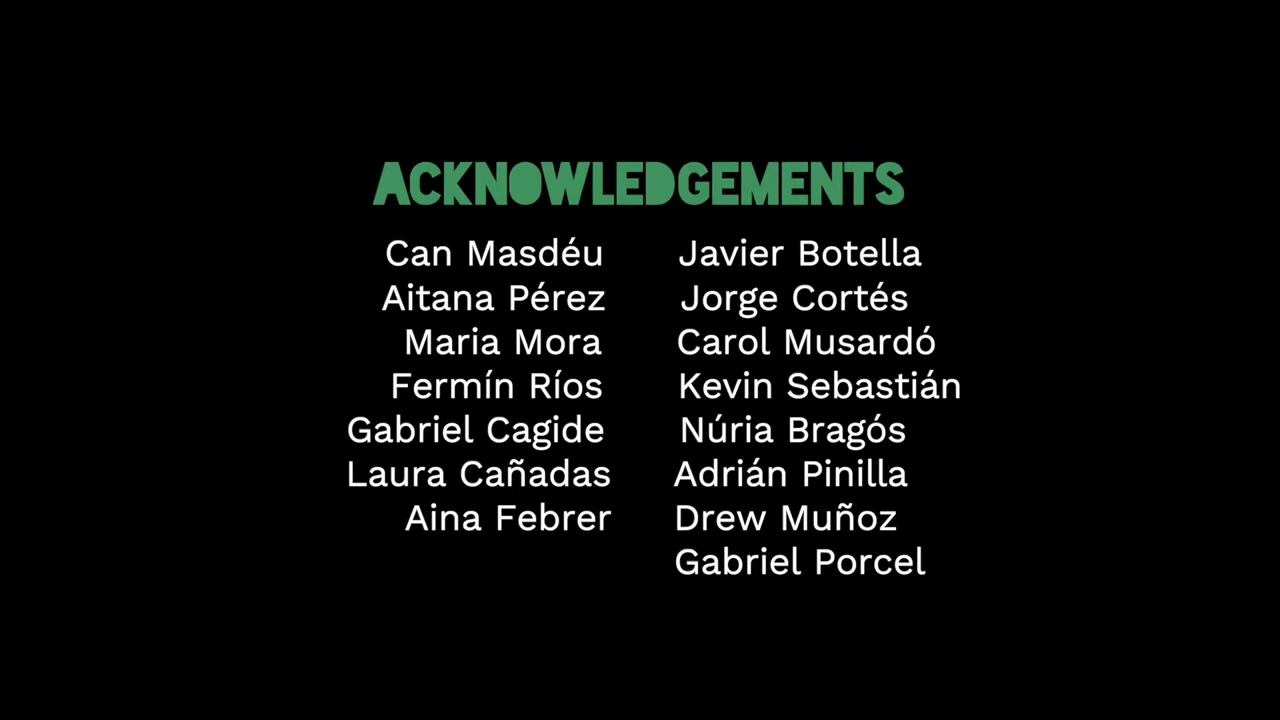 ACKNOWLEDGEMENTS
Can Masdéu
Aitana Pérez
Maria Mora
Fermín Ríos
Gabriel Cagide
Laura Cañadas
Aina Febrer
Javier Botella
Jorge Cortés
Carol Musardó
Kevin Sebastián
Núria Bragós
Adrián Pinilla
Drew Muñoz
Gabriel Porcel